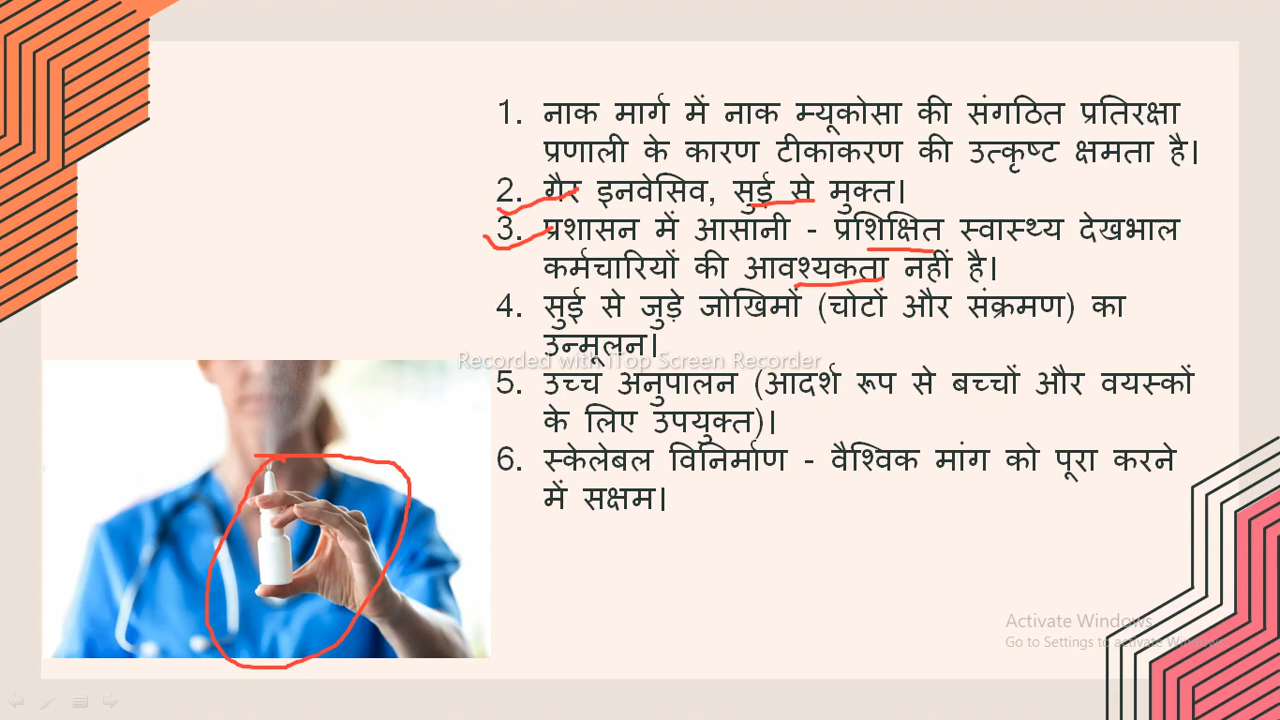 1. नाक मार्ग में नाक म्यूकोसा की संगठित प्रतिरक्षा
प्रणाली के कारण टीकाकरण की उत्कृष्ट क्षमता है।
2. गैर इनवेसिव, सुई से मुक्त।
3. प्रशासन में आसानी - प्रशिक्षित स्वास्थ्य देखभाल
कर्मचारियों की आवश्यकता नहीं है।
4. सुई से जुड़े जोखिमों (चोटों और संक्रमण) का
उन्मूलन।
Recorded with iTop Screen Recorder
5. उच्च अनुपालन (आदर्श रूप से बच्चों और वयस्कों
के लिए उपयुक्त)।
6. स्केलेबल विनिर्माण - वैश्विक मांग को पूरा करने
में सक्षम।
Activate Windows
Go to Settings to activate Windows.